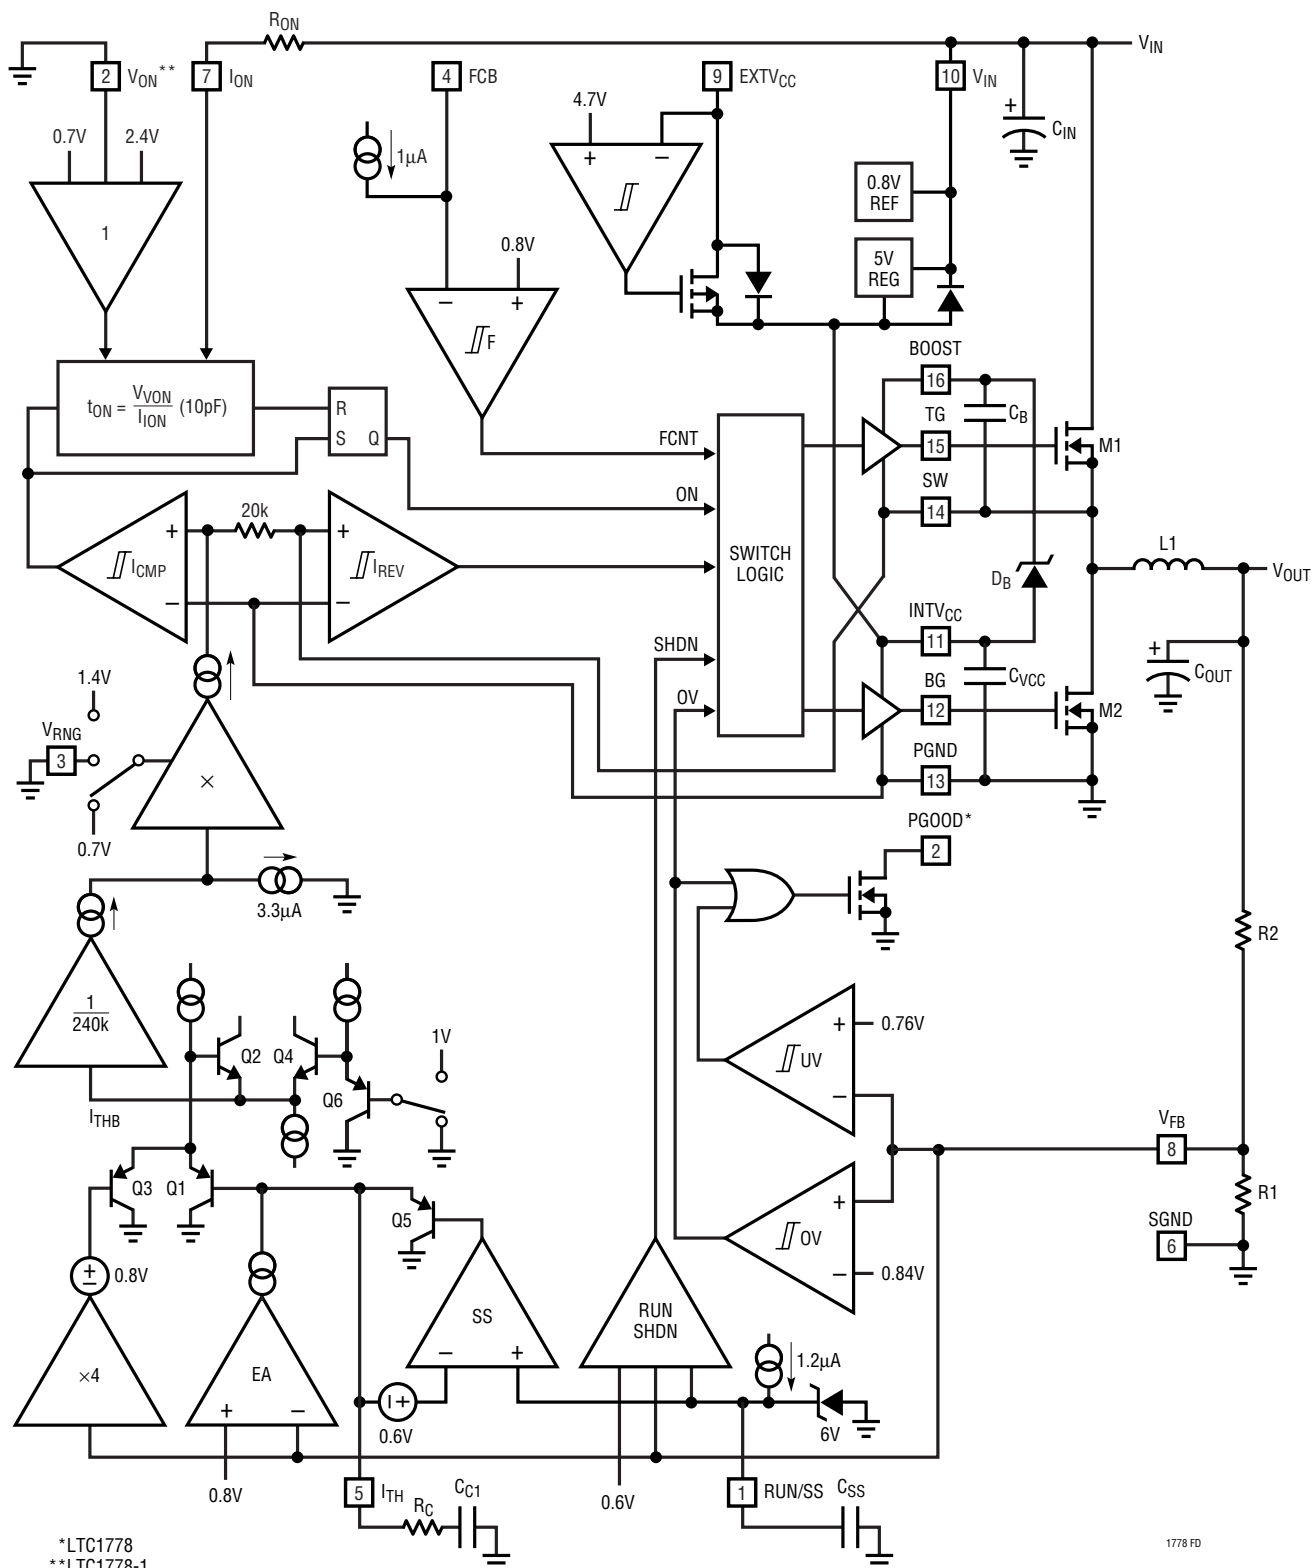 R_ON
V_IN
2 V_ON**
7 I_ON
4 FCB
9 EXTV_CC
10 V_IN
0.7V 2.4V
1μA
4.7V
+ −
+
C_IN
0.8V
REF
1
0.8V
− +
F
5V
REG
t_ON = V_VON / I_ION (10pF)
R
S Q
BOOST
16
TG
15
SW
14
C_B
M1
FCNT
ON
20k
+ +
I_CMP
I_REV
− −
SWITCH
LOGIC
D_B
L1
V_OUT
SHDN
OV
INTV_CC
11
BG
12
PGND
13
C_VCC
M2
+
C_OUT
1.4V
V_RNG
3
×
0.7V
PGOOD*
2
3.3μA
R2
1
240k
Q2 Q4
1V
Q6
I_THB
+ 0.76V
UV
−
V_FB
8
Q3 Q1
Q5
+
OV
− 0.84V
R1
SGND
6
+
−
0.8V
SS
− +
RUN
SHDN
1.2μA
×4
EA
+ −
− +
0.6V
6V
0.8V
5 I_TH
R_C
C_C1
0.6V
1 RUN/SS
C_SS
*LTC1778
**LTC1778-1
1778 FD